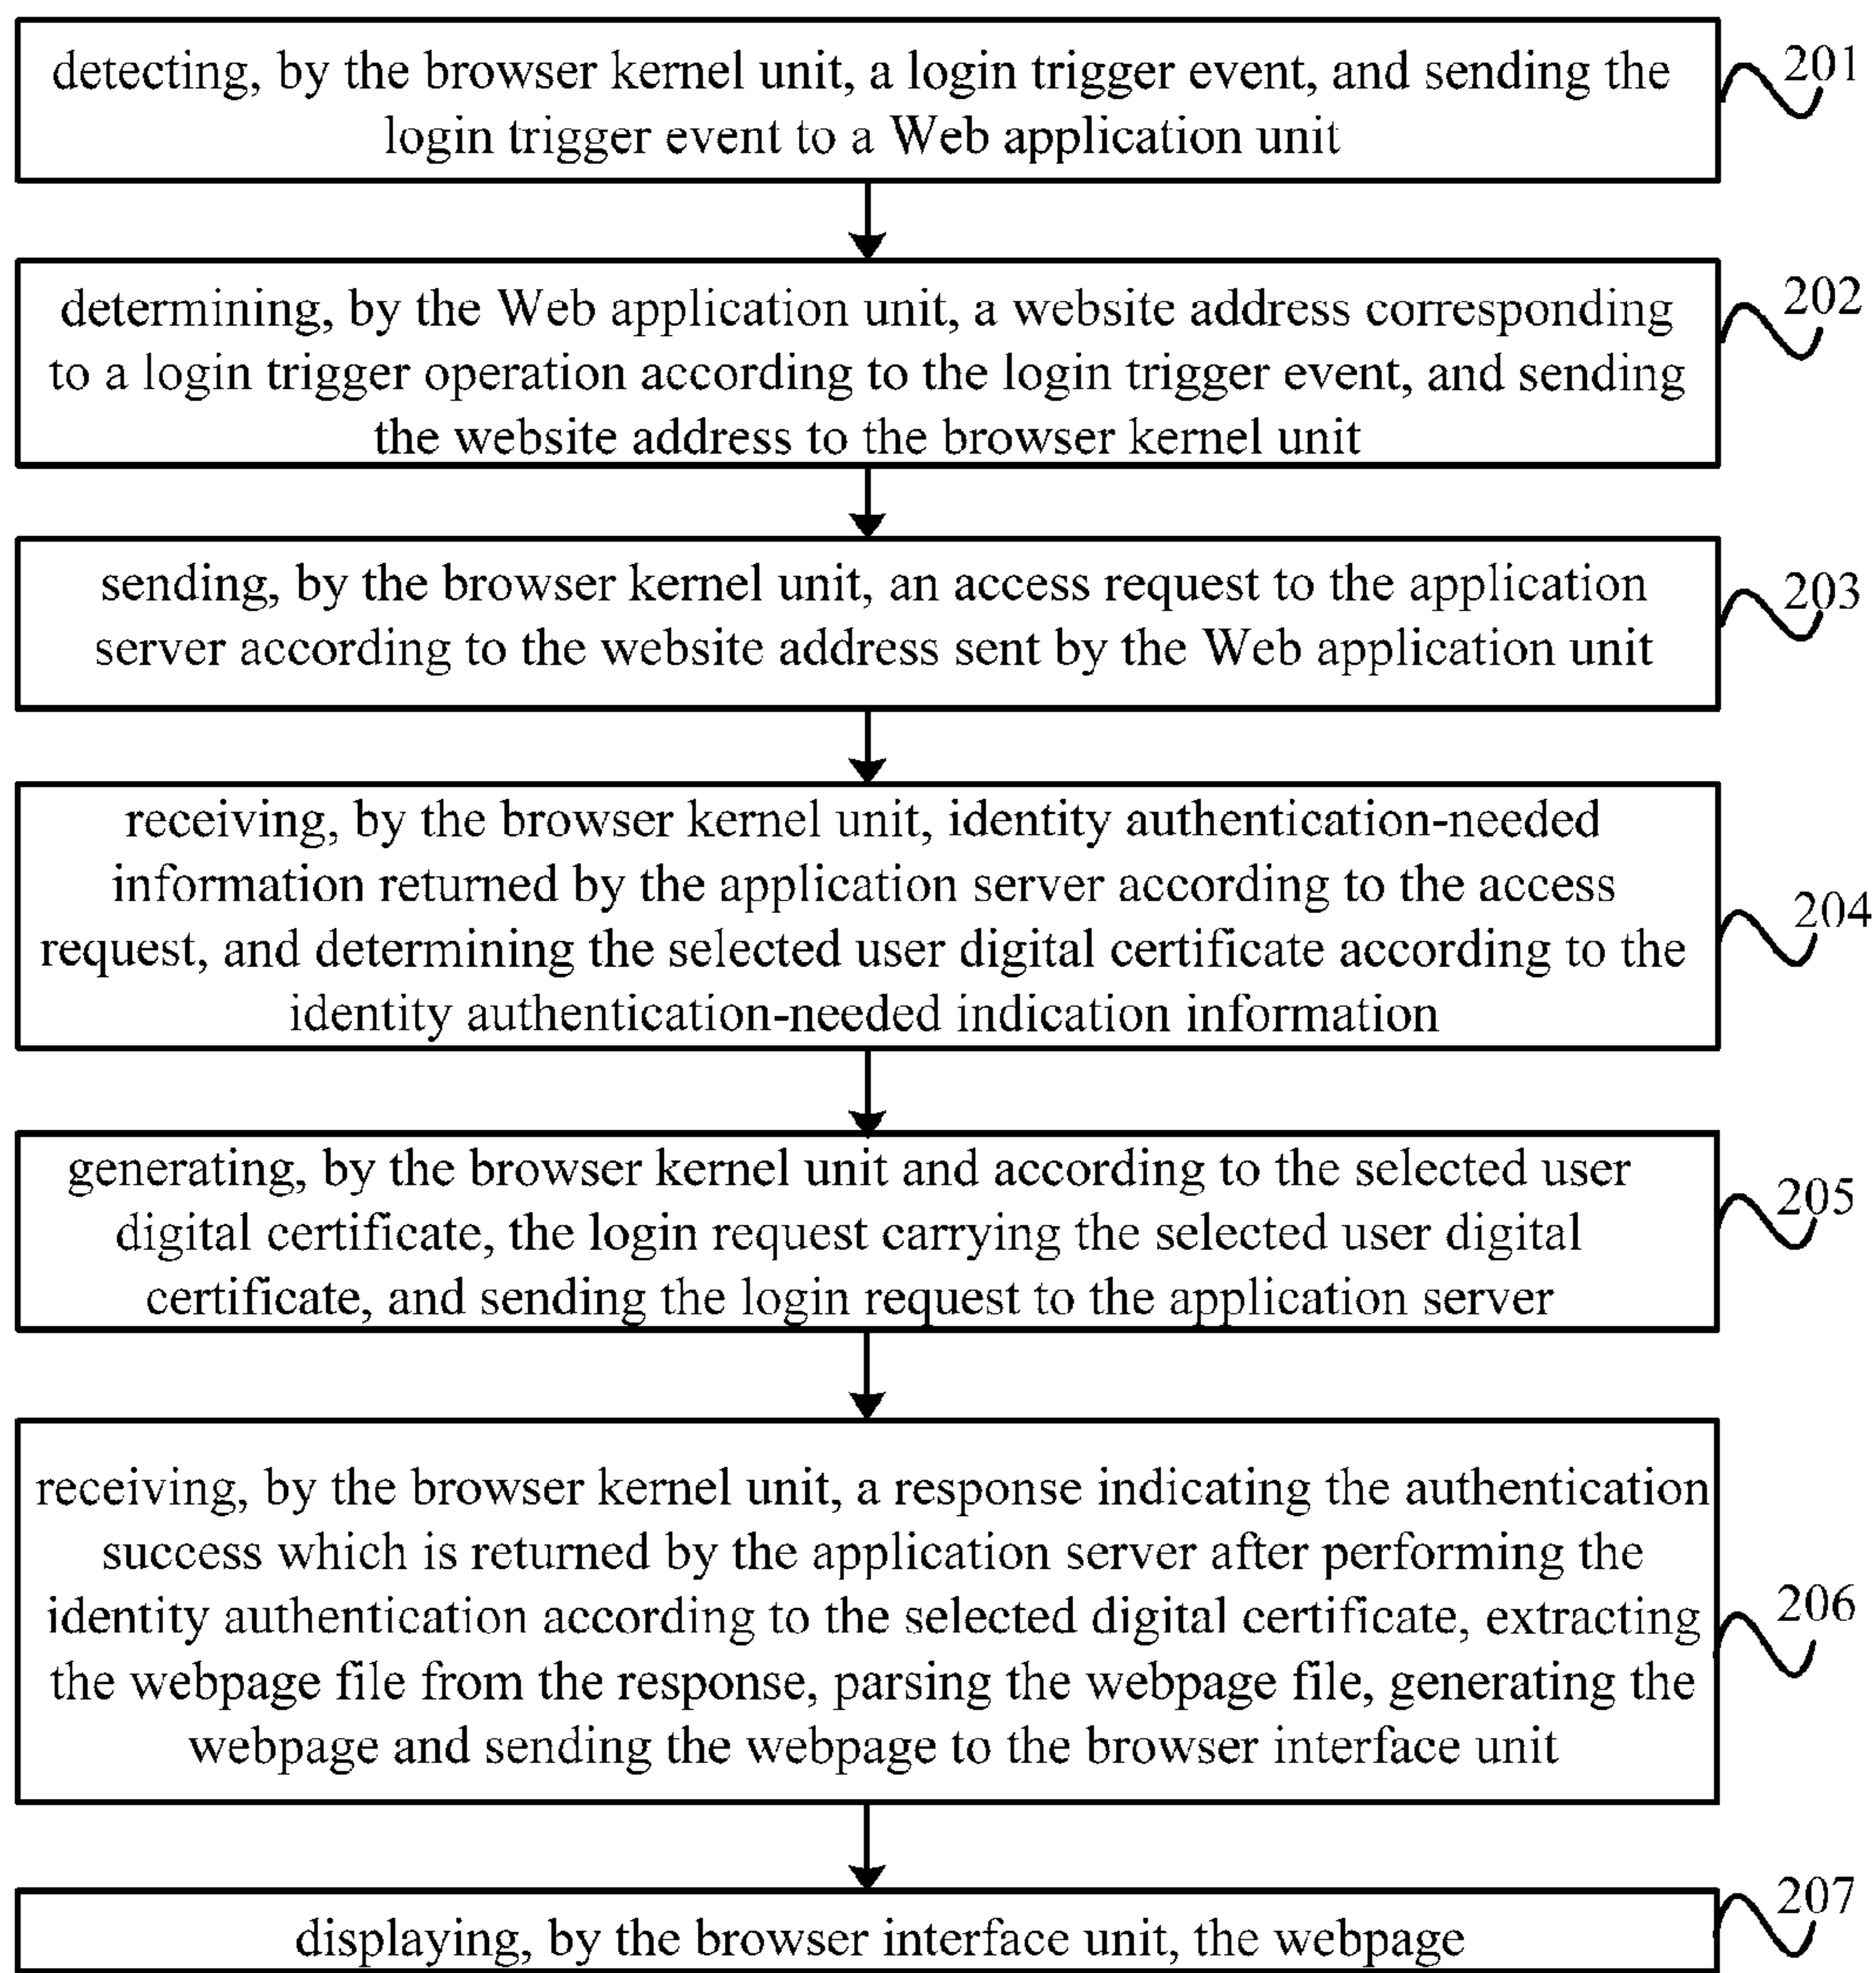 detecting, by the browser kernel unit, a login trigger event, and sending the
login trigger event to a Web application unit
201
determining, by the Web application unit, a website address corresponding
to a login trigger operation according to the login trigger event, and sending
the website address to the browser kernel unit
202
sending, by the browser kernel unit, an access request to the application
server according to the website address sent by the Web application unit
203
receiving, by the browser kernel unit, identity authentication-needed
information returned by the application server according to the access
request, and determining the selected user digital certificate according to the
identity authentication-needed indication information
204
generating, by the browser kernel unit and according to the selected user
digital certificate, the login request carrying the selected user digital
certificate, and sending the login request to the application server
205
receiving, by the browser kernel unit, a response indicating the authentication
success which is returned by the application server after performing the
identity authentication according to the selected digital certificate, extracting
the webpage file from the response, parsing the webpage file, generating the
webpage and sending the webpage to the browser interface unit
206
displaying, by the browser interface unit, the webpage
207